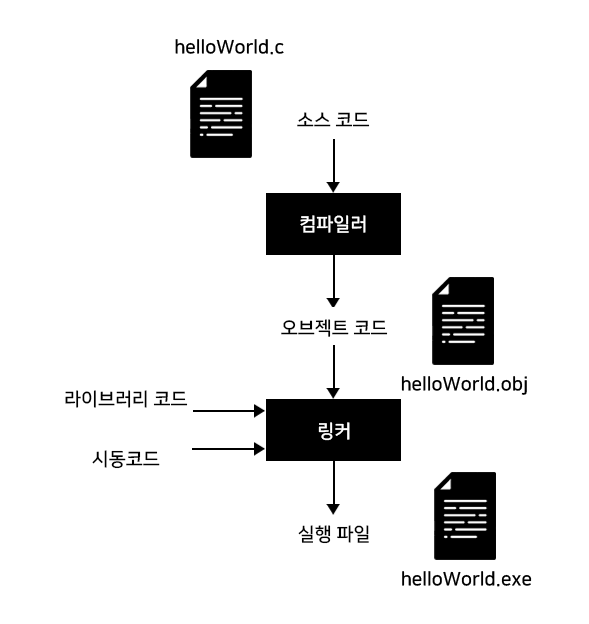 helloWorld.c
소스 코드
컴파일러
오브젝트 코드
helloWorld.obj
라이브러리 코드
링커
시동코드
실행 파일
helloWorld.exe